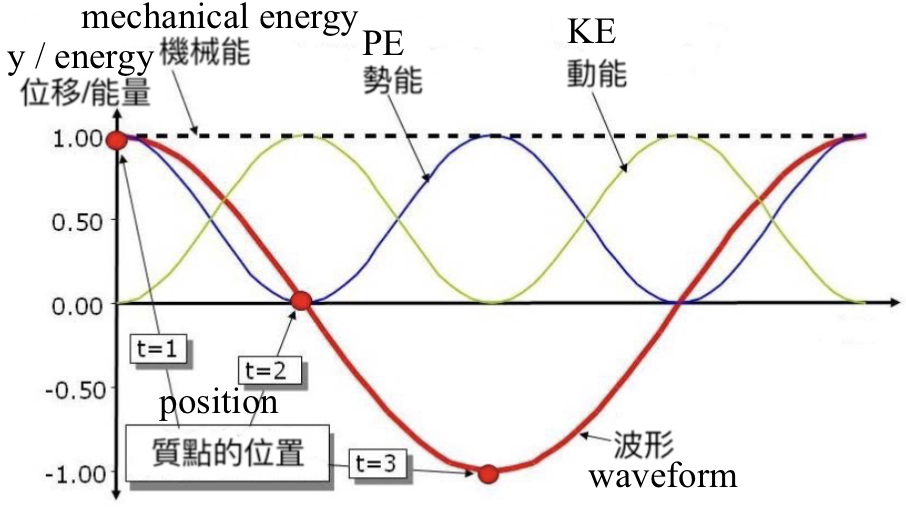 mechanical energy
y / energy
機械能
PE
勢能
KE
動能
位移/能量
1.00
0.50
0.00
-0.50
-1.00
t=1
t=2
position
質點的位置
t=3
波形
waveform